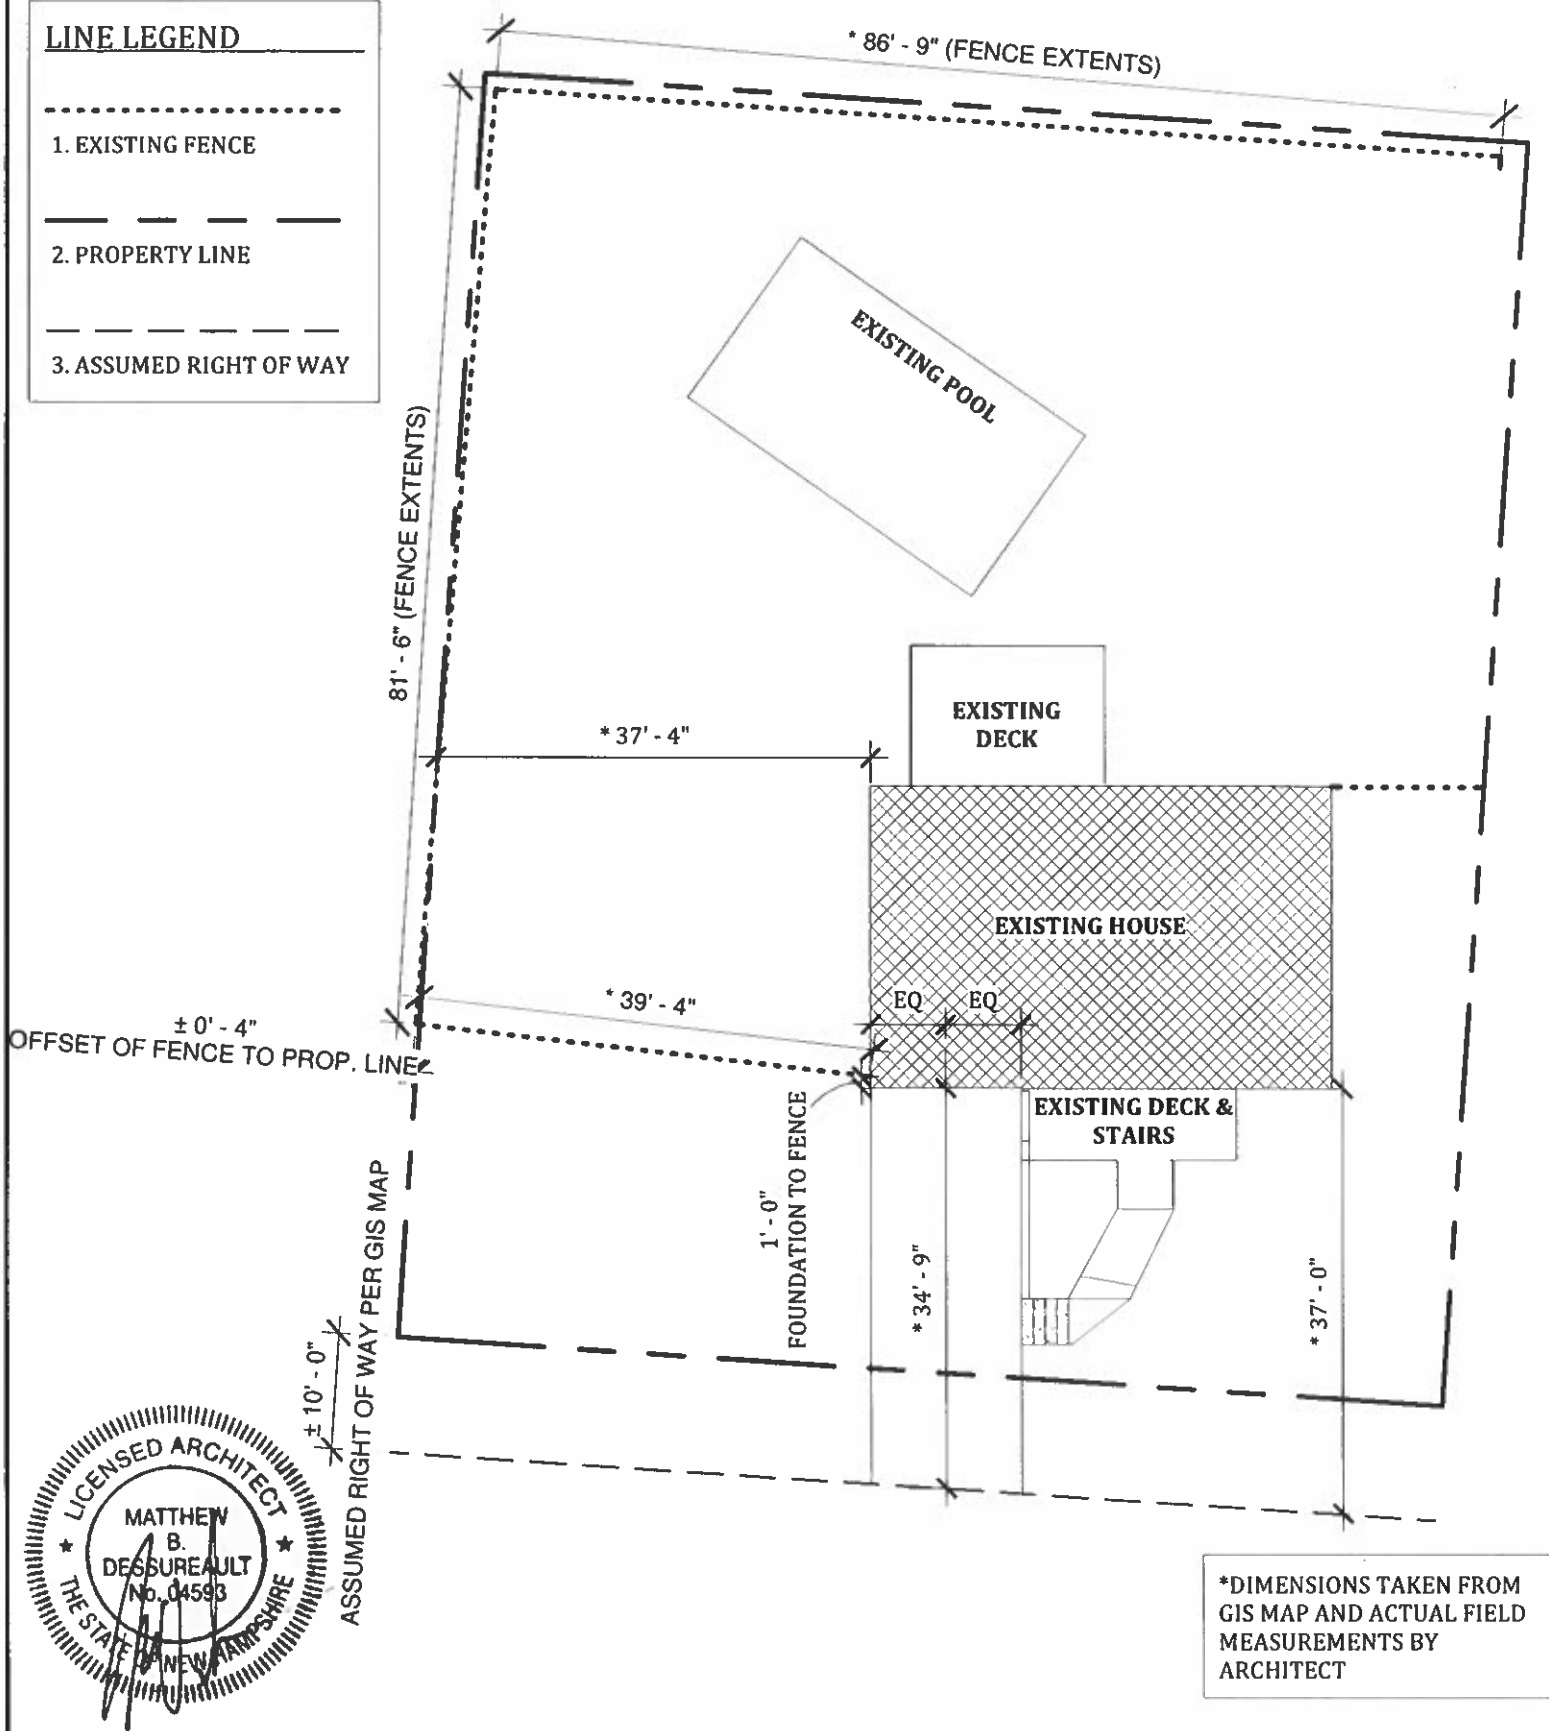 LINE LEGEND
1. EXISTING FENCE
2. PROPERTY LINE
3. ASSUMED RIGHT OF WAY
* 86' - 9" (FENCE EXTENTS)
81' - 6" (FENCE EXTENTS)
EXISTING POOL
EXISTING
DECK
* 37' - 4"
EXISTING HOUSE
EQ
EQ
* 39' - 4"
± 0' - 4"
OFFSET OF FENCE TO PROP. LINE
EXISTING DECK &
STAIRS
1' - 0"
FOUNDATION TO FENCE
* 34' - 9"
* 37' - 0"
± 10' - 0"
ASSUMED RIGHT OF WAY PER GIS MAP
LICENSED ARCHITECT
MATTHEW
B.
DESSUREAULT
No. 04593
THE STATE OF NEW HAMPSHIRE
*DIMENSIONS TAKEN FROM
GIS MAP AND ACTUAL FIELD
MEASUREMENTS BY
ARCHITECT